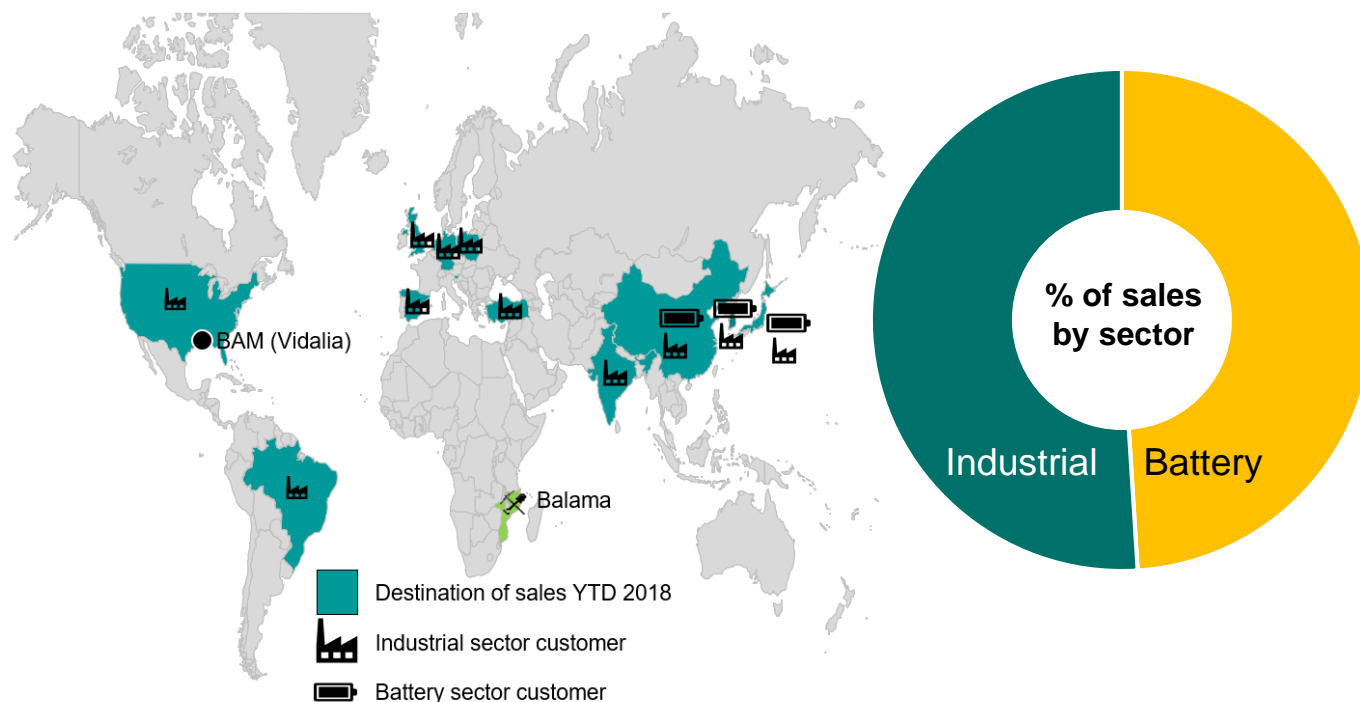 BAM (Vidalia)
Balama
Destination of sales YTD 2018
Industrial sector customer
Battery sector customer
% of sales
by sector
Industrial
Battery